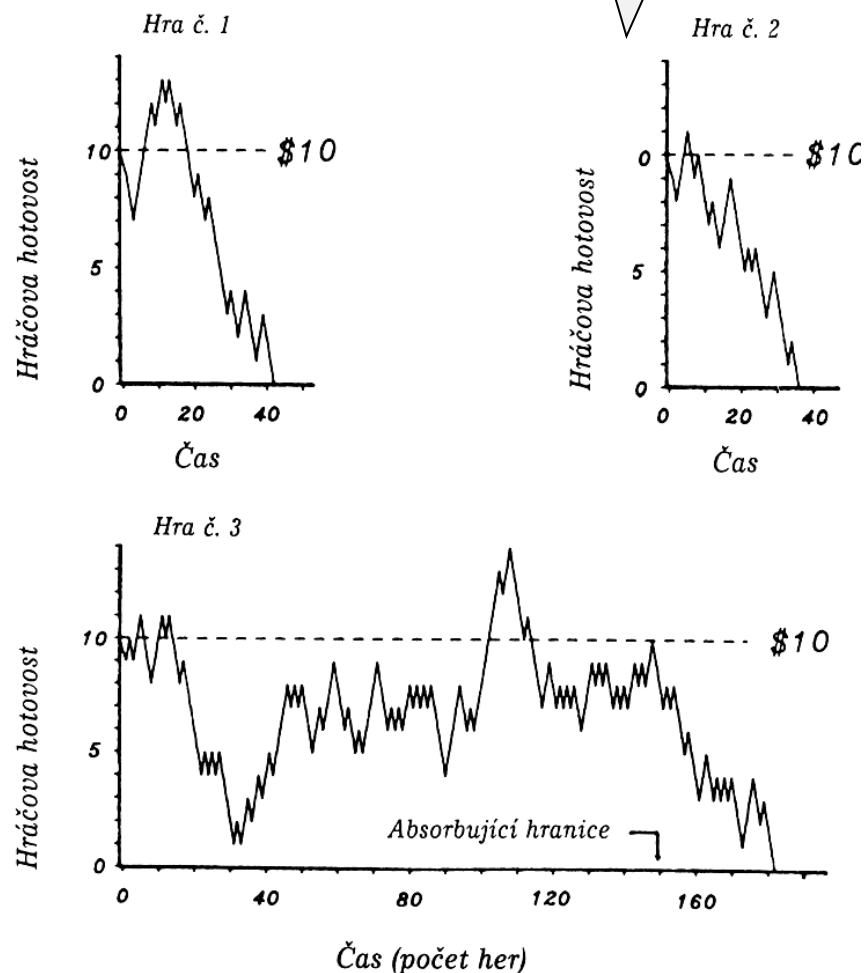 Hra č. 1
Hráčova hotovost
10
5
0
$10
0 20 40
Čas
Hra č. 2
Hráčova hotovost
0
5
0
$10
0 20 40
Čas
Hra č. 3
Hráčova hotovost
10
5
0
$10
Absorbující hranice
0 40 80 120 160
Čas (počet her)